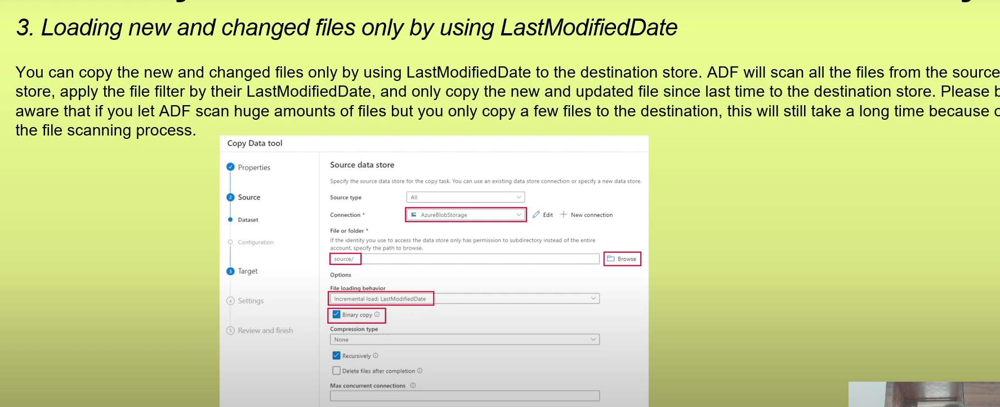 3. Loading new and changed files only by using LastModifiedDate
You can copy the new and changed files only by using LastModifiedDate to the destination store. ADF will scan all the files from the source
store, apply the file filter by their LastModifiedDate, and only copy the new and updated file since last time to the destination store. Please
aware that if you let ADF scan huge amounts of files but you only copy a few files to the destination, this will still take a long time because
the file scanning process.
Copy Data tool
Properties
2 Source
Dataset
Configuration
3 Target
4 Settings
5 Review and finish
Source data store
Specify the source data store for the copy task. You can use an existing data store connection or specify a new data store.
Source type All
Connection * AzureBlobStorage Edit New connection
File or folder *
If the identity you use to access the data store only has permission to subdirectory instead of the entire
account, specify the path to browse.
source/ Browse
Options
File loading behavior
Incremental load: LastModifiedDate
Binary copy
Compression type
None
Recursively
Delete files after completion
Max concurrent connections